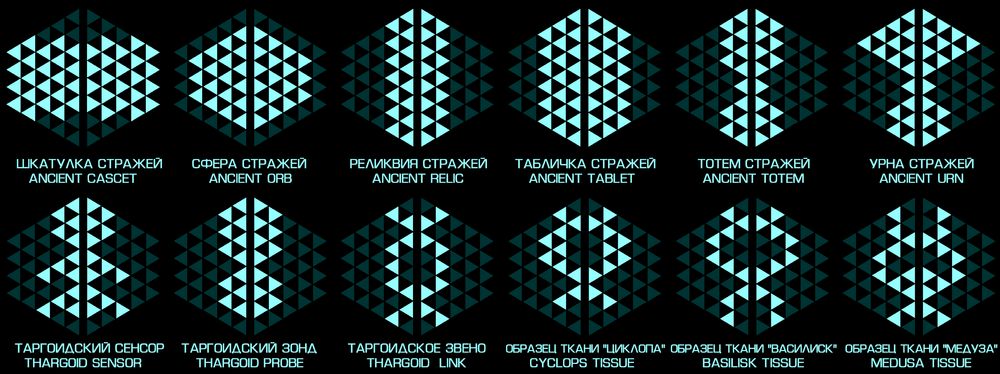 ШКАТУЛКА СТРАЖЕЙ
ANCIENT CASCET
СФЕРА СТРАЖЕЙ
ANCIENT ORB
РЕЛИКВИЯ СТРАЖЕЙ
ANCIENT RELIC
ТАБЛИЧКА СТРАЖЕЙ
ANCIENT TABLET
ТОТЕМ СТРАЖЕЙ
ANCIENT TOTEM
УРНА СТРАЖЕЙ
ANCIENT URN
ТАРГОИДСКИЙ СЕНСОР
THARGOID SENSOR
ТАРГОИДСКИЙ ЗОНД
THARGOID PROBE
ТАРГОИДСКОЕ ЗВЕНО
THARGOID LINK
ОБРАЗЕЦ ТКАНИ "ЦИКЛОПА"
CYCLOPS TISSUE
ОБРАЗЕЦ ТКАНИ "ВАСИЛИСК"
BASILISK TISSUE
ОБРАЗЕЦ ТКАНИ "МЕДУЗА"
MEDUSA TISSUE